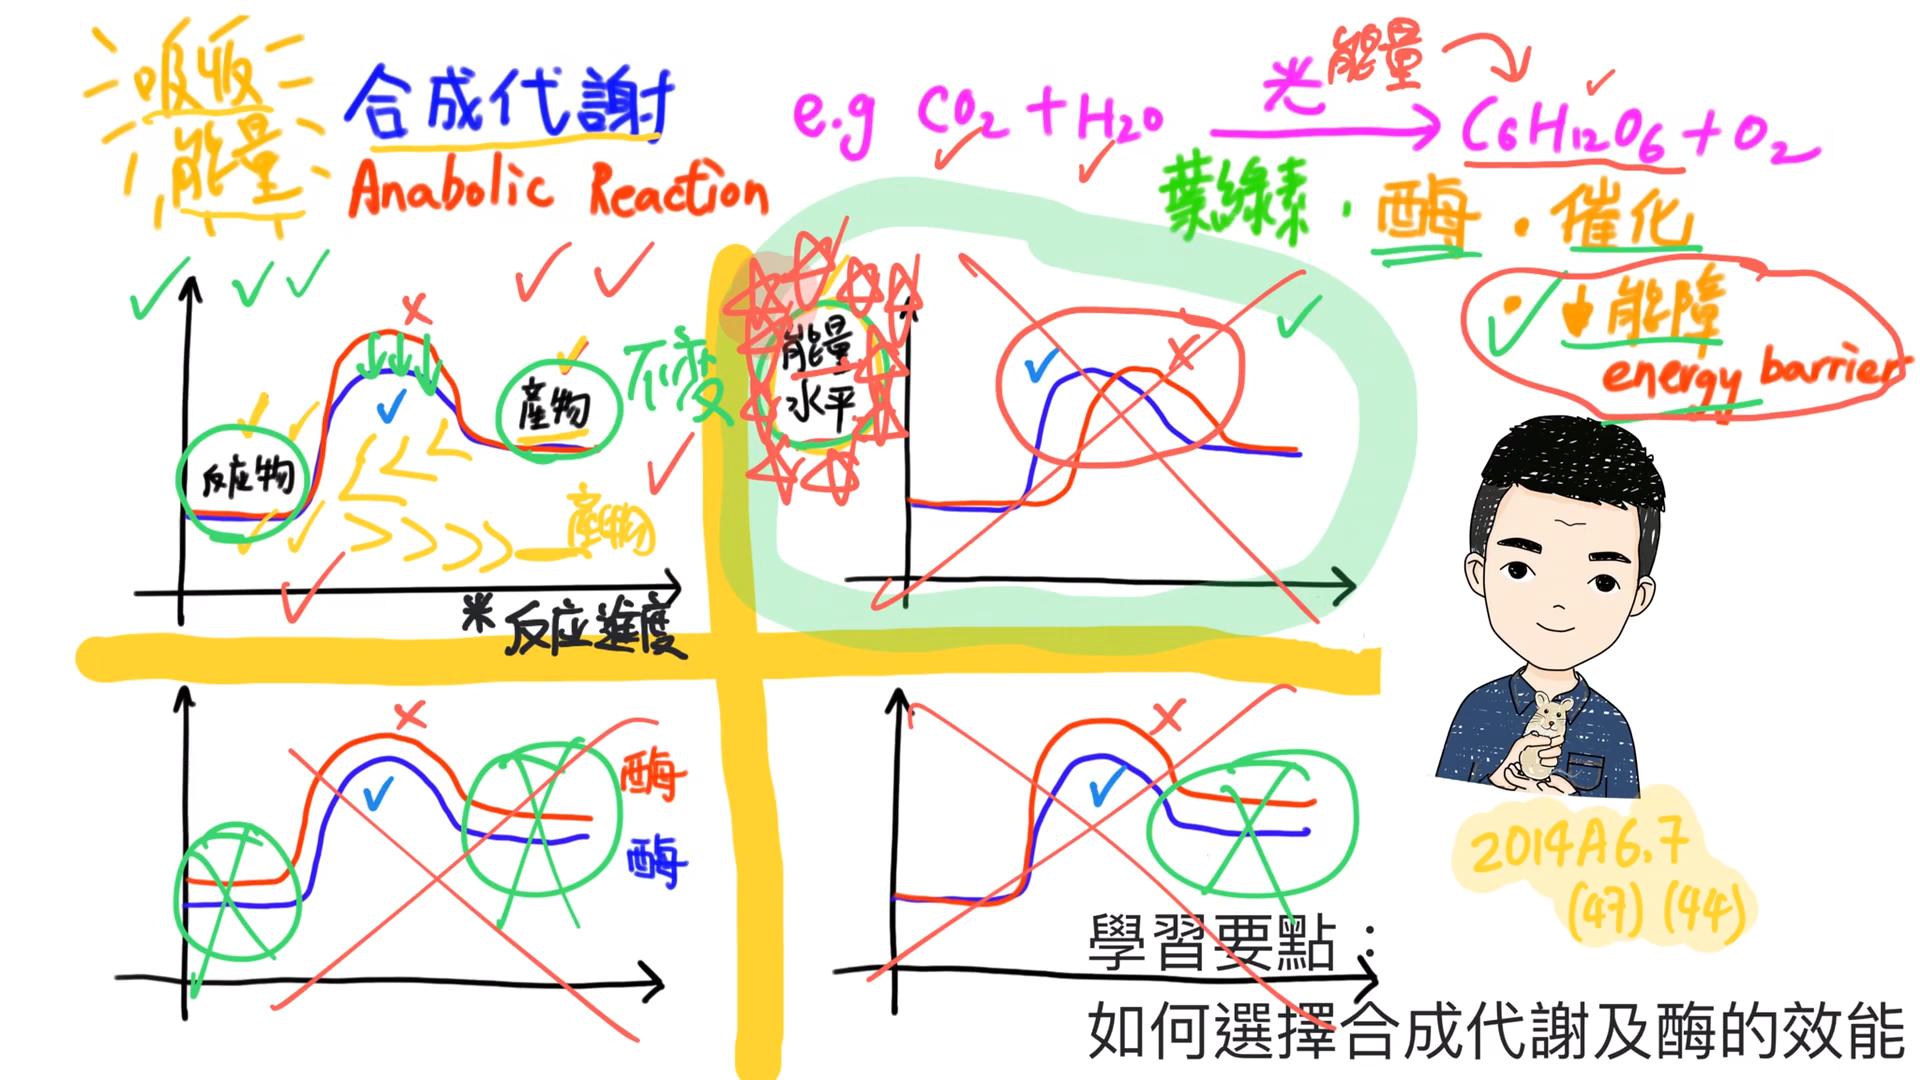 吸收
能量
合成代謝
Anabolic Reaction
e.g CO2 + H2O 光 能量 → C6H12O6 + O2
葉綠素 · 酶 · 催化
• ↓能障
energy barrier
反应物
產物
不变
產物
* 反应進度
能量
水平
酶
酶
2014A6.7
(47) (44)
學習要點：
如何選擇合成代謝及酶的效能